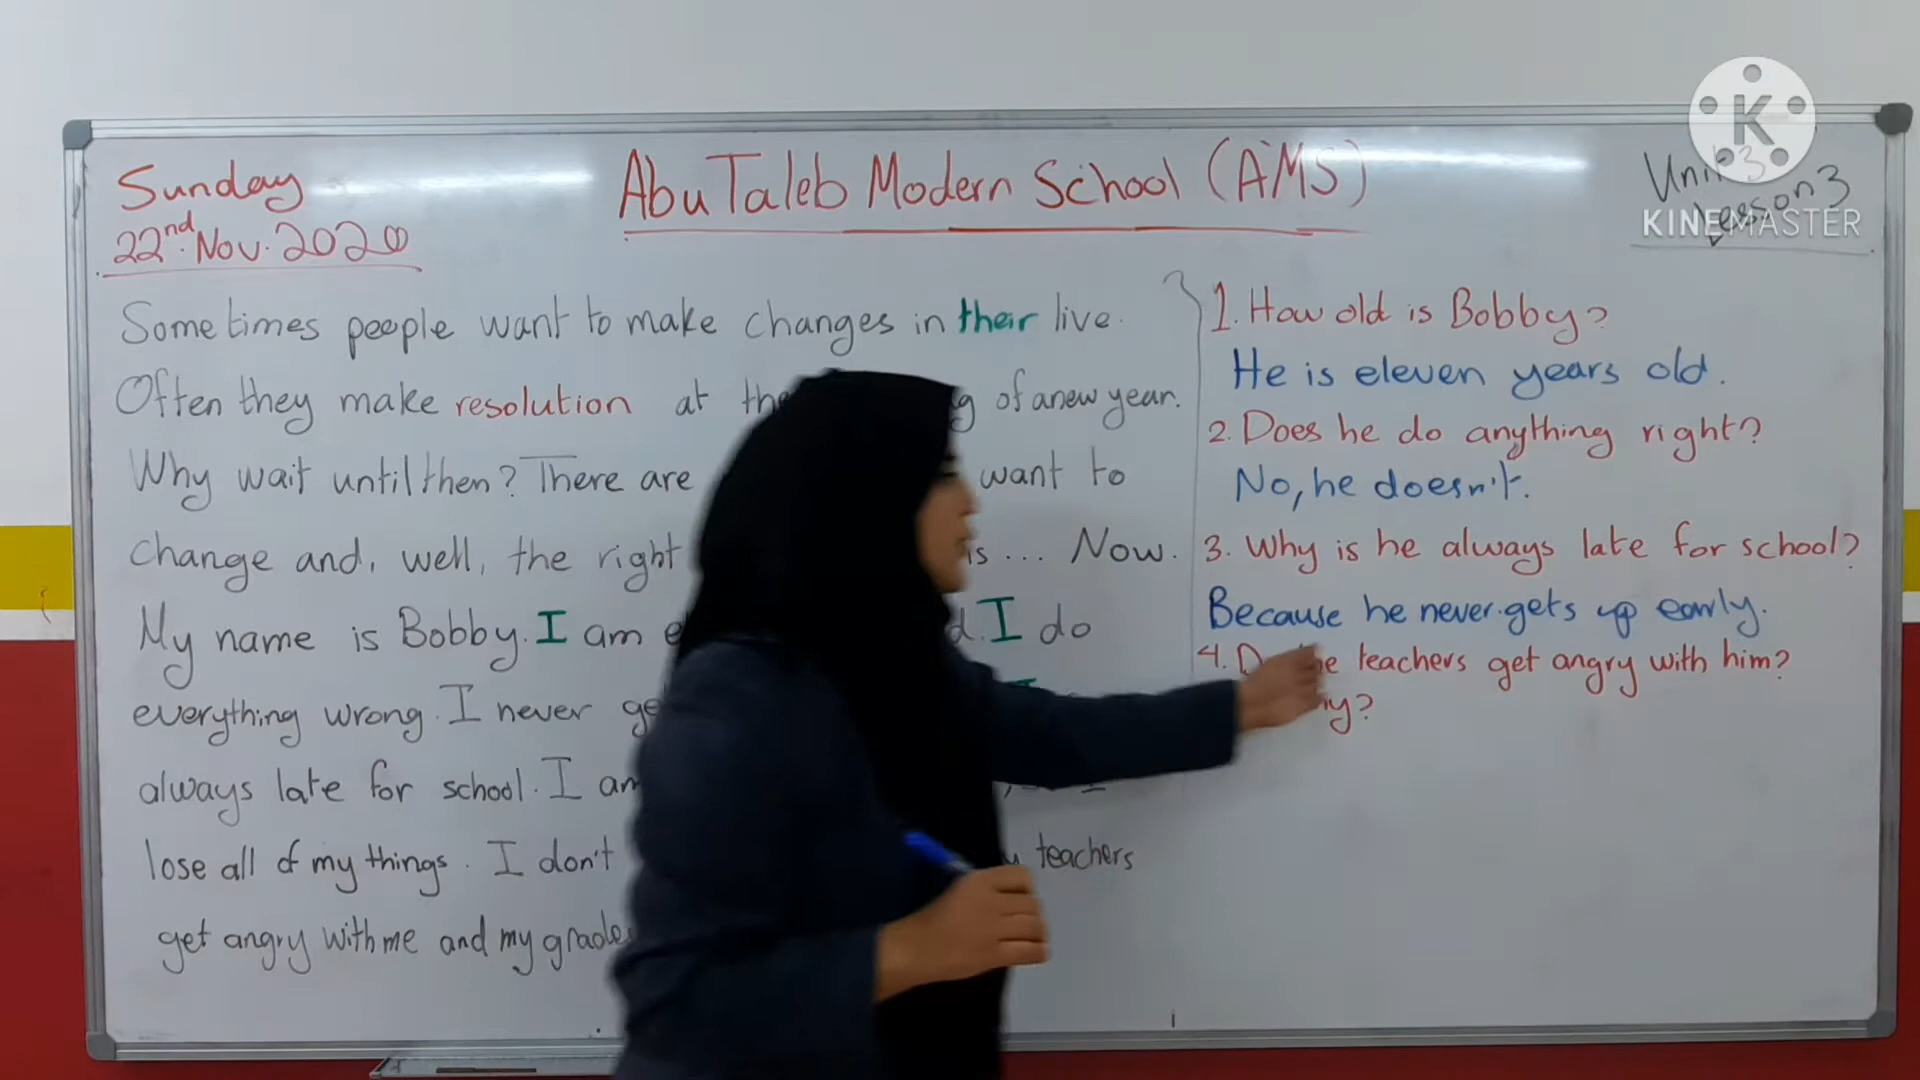 Sunday
22nd. Nov. 2020
Abu Taleb Modern School (AMS)
Unit 3
Lesson 3
K
KINEMASTER
Sometimes people want to make changes in their live.
Often they make resolution at the g of a new year.
Why wait until then? There are want to
change and, well, the right is ... Now.
My name is Bobby. I am I do
everything wrong. I never
always late for school. I am
lose all of my things. I don't teachers
get angry with me and my grades
1. How old is Bobby?
He is eleven years old.
2. Does he do anything right?
No, he doesn't.
3. Why is he always late for school?
Because he never gets up early.
4. teachers get angry with him?